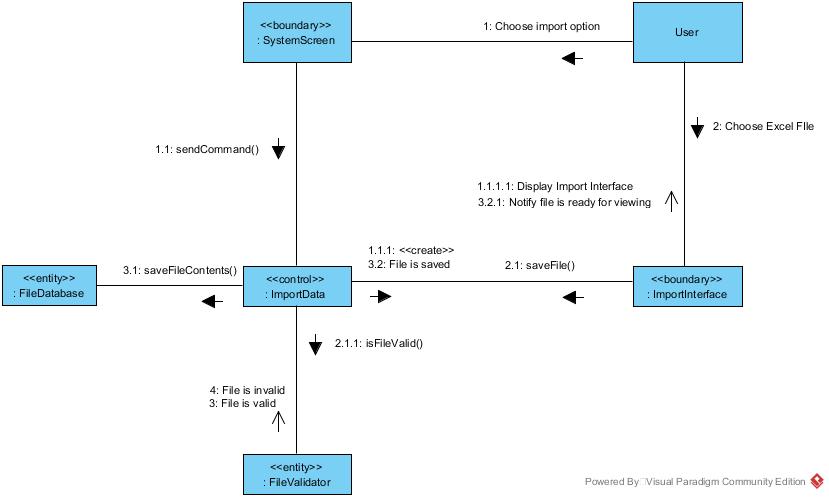 <<boundary>>
: SystemScreen
1: Choose import option
User
1.1: sendCommand()
2: Choose Excel FIle
1.1.1.1: Display Import Interface
3.2.1: Notify file is ready for viewing
<<entity>>
: FileDatabase
3.1: saveFileContents()
<<control>>
: ImportData
1.1.1: <<create>>
3.2: File is saved
2.1: saveFile()
<<boundary>>
: ImportInterface
2.1.1: isFileValid()
4: File is invalid
3: File is valid
<<entity>>
: FileValidator
Powered By Visual Paradigm Community Edition